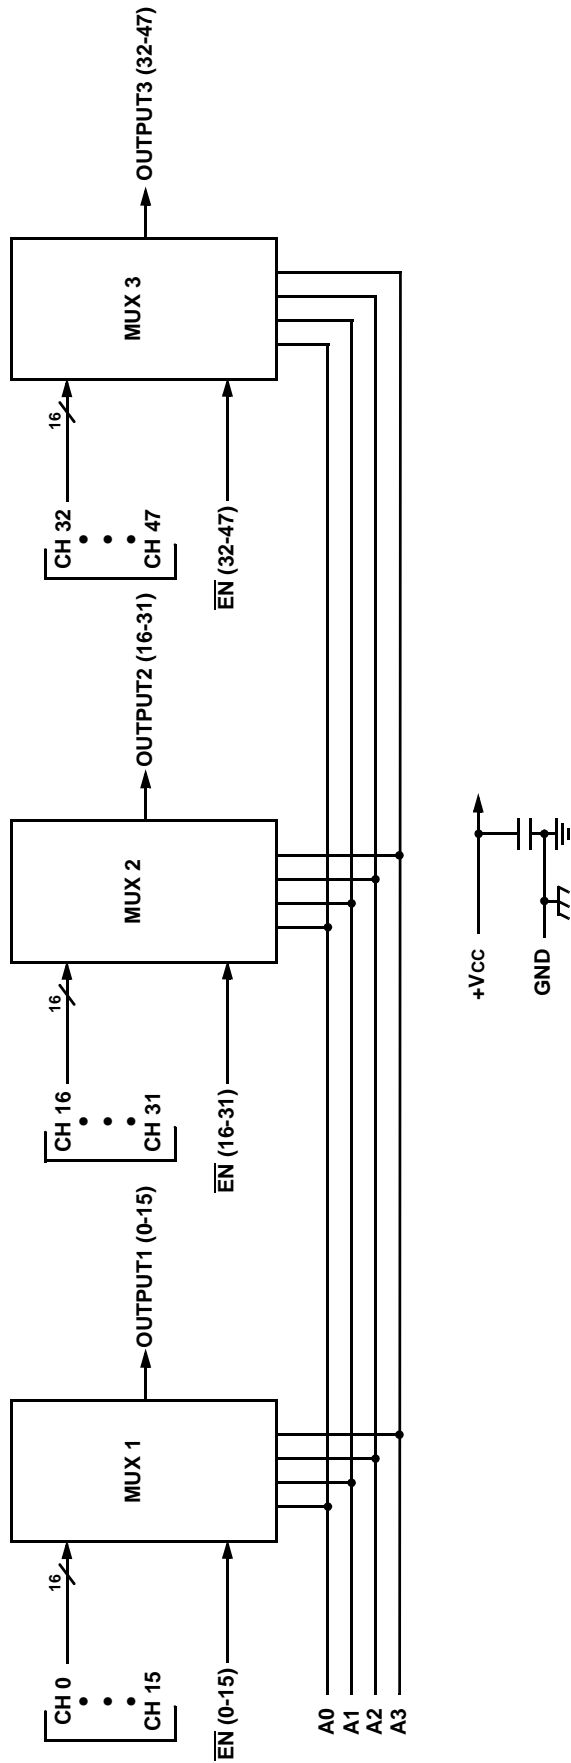 CH 0
CH 15
16
EN (0-15)
MUX 1
OUTPUT1 (0-15)
CH 16
CH 31
16
EN (16-31)
MUX 2
OUTPUT2 (16-31)
CH 32
CH 47
16
EN (32-47)
MUX 3
OUTPUT3 (32-47)
A0
A1
A2
A3
+VCC
GND